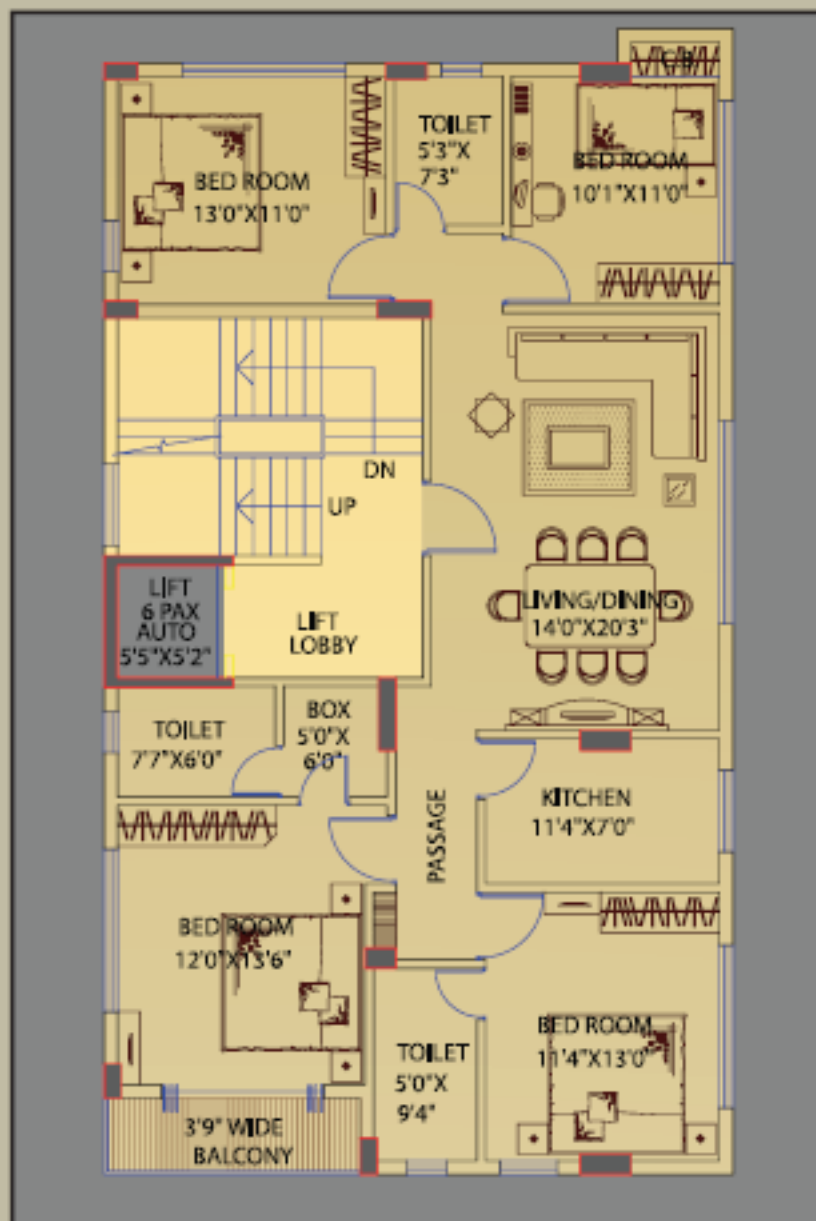 C.B
TOILET
5'3"X
7'3"
BED ROOM
13'0"X11'0"
BED ROOM
10'1"X11'0"
DN
UP
LIFT
6 PAX
AUTO
5'5"X5'2"
LIFT
LOBBY
LIVING/DINING
14'0"X20'3"
TOILET
7'7"X6'0"
BOX
5'0"X
6'0"
PASSAGE
KITCHEN
11'4"X7'0"
BED ROOM
12'0"X13'6"
BED ROOM
11'4"X13'0"
TOILET
5'0"X
9'4"
3'9" WIDE
BALCONY